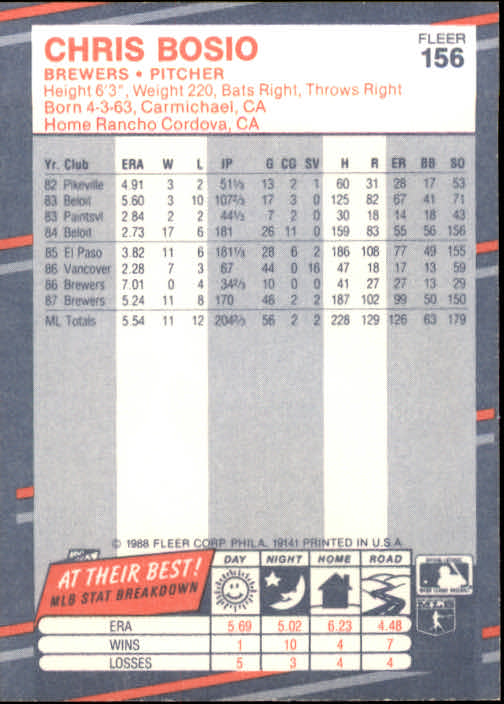 CHRIS BOSIO
FLEER
156
BREWERS • PITCHER
Height 6'3", Weight 220, Bats Right, Throws Right
Born 4-3-63, Carmichael, CA
Home Rancho Cordova, CA
Yr. Club ERA W L IP G CG SV H R ER BB SO
82 Pikeville 4.91 3 2 51⅓ 13 2 1 60 31 28 17 53
83 Beloit 5.60 3 10 107⅔ 17 3 0 125 82 67 41 71
83 Paintsvl 2.84 2 2 44⅓ 7 2 0 30 18 14 18 43
84 Beloit 2.73 17 6 181 26 11 0 159 83 55 56 156
85 El Paso 3.82 11 6 181⅓ 28 6 2 186 108 77 49 155
86 Vancover 2.28 7 3 67 44 0 16 47 18 17 13 59
86 Brewers 7.01 0 4 34⅔ 10 0 0 41 27 27 13 29
87 Brewers 5.24 11 8 170 46 2 2 187 102 99 50 150
ML Totals 5.54 11 12 204⅔ 56 2 2 228 129 126 63 179
© 1988 FLEER CORP. PHILA. 19141 PRINTED IN U.S.A.
AT THEIR BEST!
MLB STAT BREAKDOWN
DAY NIGHT HOME ROAD
ERA 5.69 5.02 6.23 4.48
WINS 1 10 4 7
LOSSES 5 3 4 4